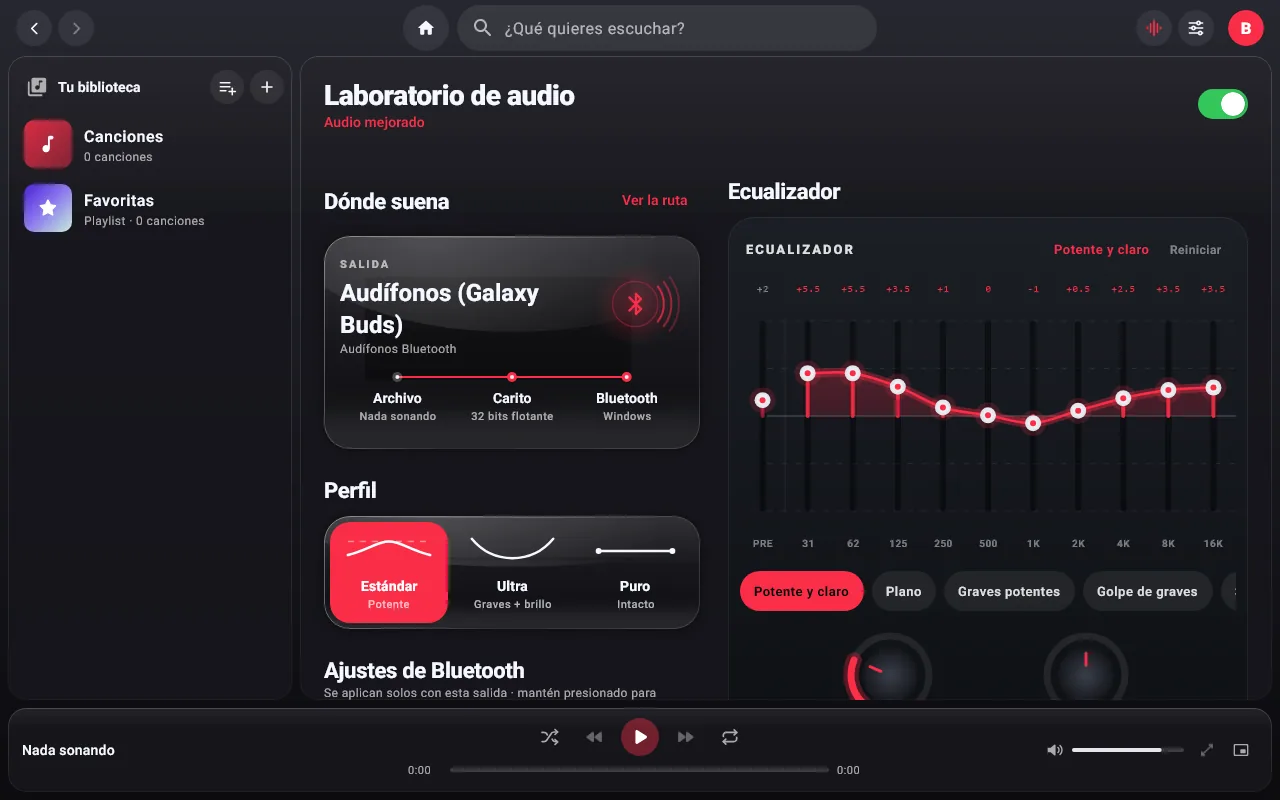 ¿Qué quieres escuchar?
B
Tu biblioteca
Canciones
0 canciones
Favoritas
Playlist · 0 canciones
Laboratorio de audio
Audio mejorado
Dónde suena
Ver la ruta
SALIDA
Audífonos (Galaxy
Buds)
Audífonos Bluetooth
Archivo Carito Bluetooth
Nada sonando 32 bits flotante Windows
Perfil
Estándar Ultra Puro
Potente Graves + brillo Intacto
Ajustes de Bluetooth
Se aplican solos con esta salida · mantén presionado para
Ecualizador
ECUALIZADOR
Potente y claro
Reiniciar
+2 +5.5 +5.5 +3.5 +1 0 -1 +0.5 +2.5 +3.5 +3.5
PRE 31 62 125 250 500 1K 2K 4K 8K 16K
Potente y claro Plano Graves potentes Golpe de graves
Nada sonando
0:00 0:00